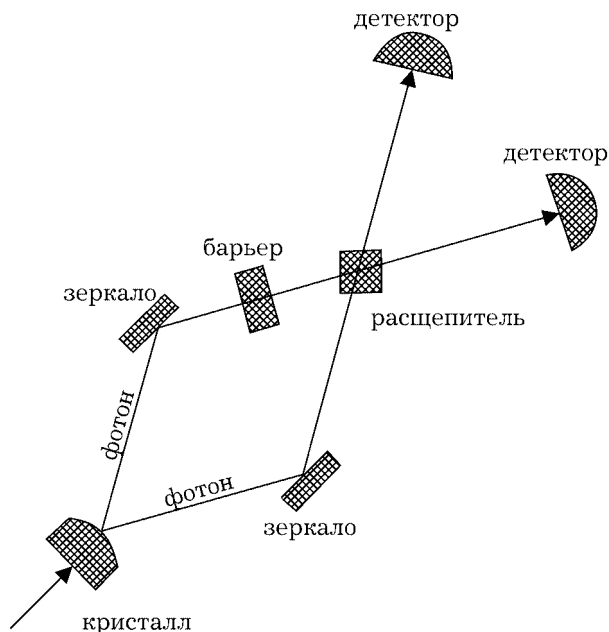 детектор
детектор
барьер
зеркало
расщепитель
фотон
фотон
зеркало
кристалл